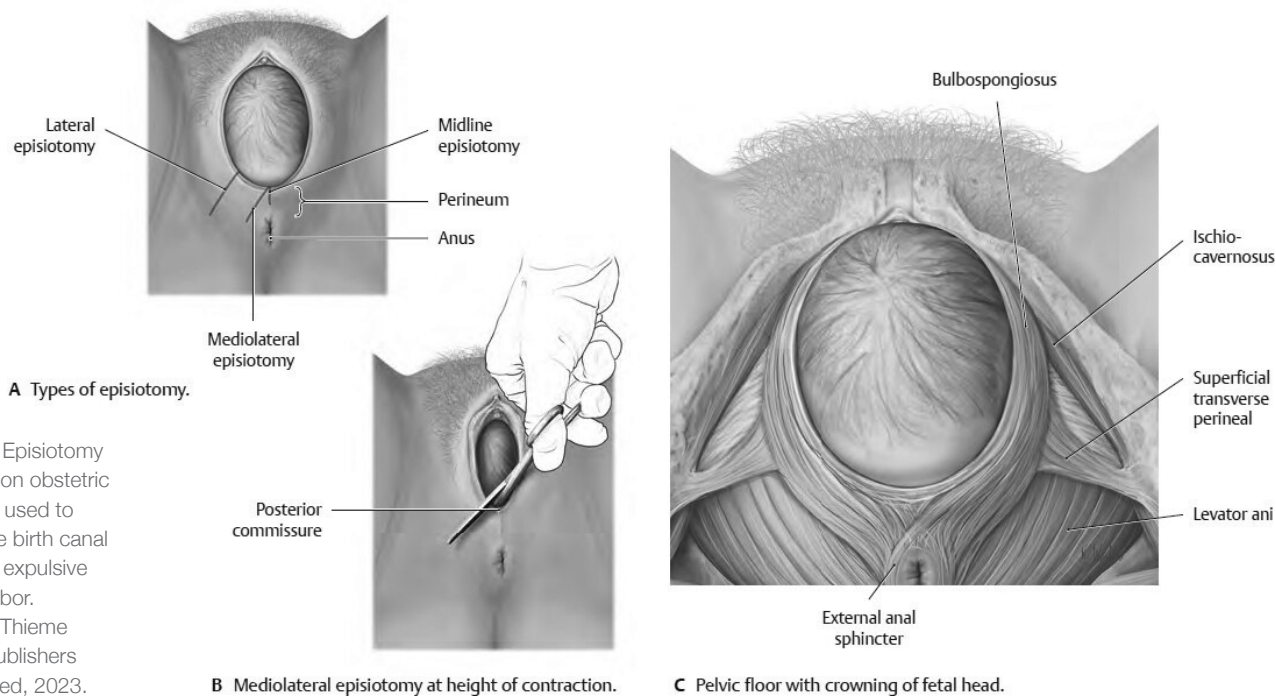 Lateral
episiotomy
Midline
episiotomy
Perineum
Anus
Mediolateral
episiotomy
A Types of episiotomy.
Episiotomy
on obstetric
used to
e birth canal
expulsive
bor.
Thieme
ublishers
ed, 2023.
Posterior
commissure
B Mediolateral episiotomy at height of contraction.
Bulbospongiosus
Ischio-
cavernosus
Superficial
transverse
perineal
Levator ani
External anal
sphincter
C Pelvic floor with crowning of fetal head.